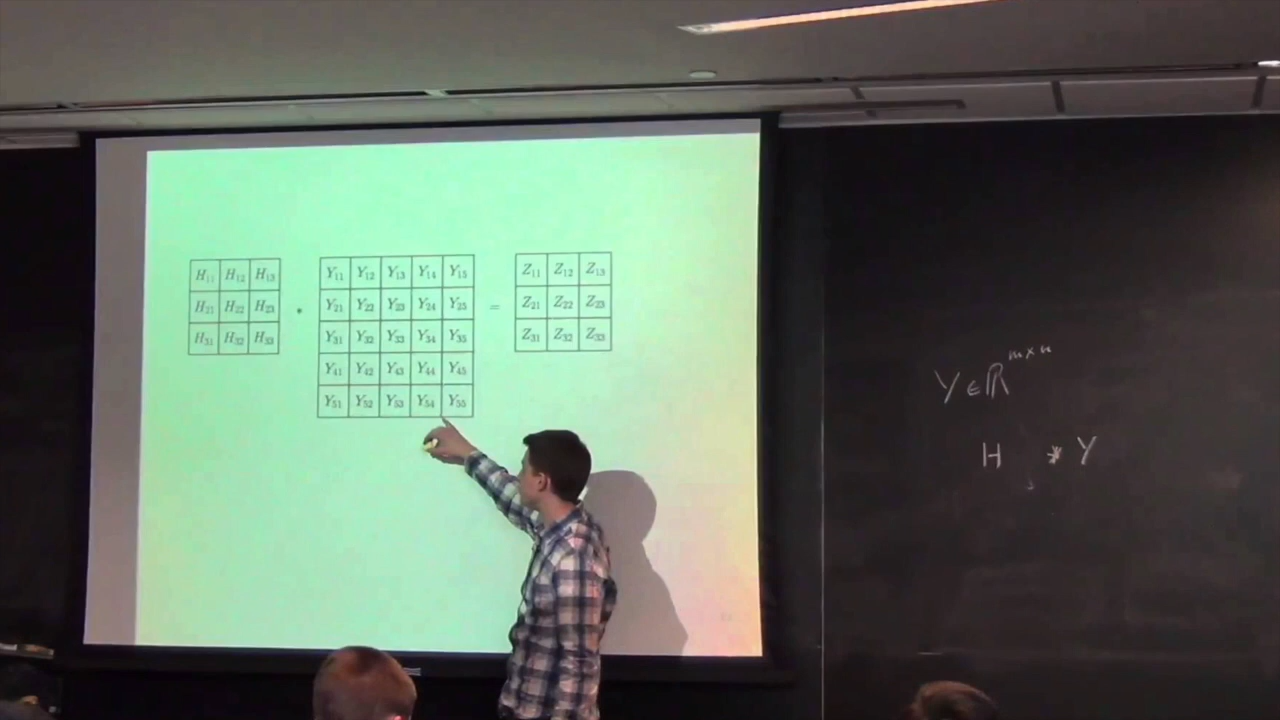 H₁₁ H₁₂ H₁₃
H₂₁ H₂₂ H₂₃
H₃₁ H₃₂ H₃₃
*
Y₁₁ Y₁₂ Y₁₃ Y₁₄ Y₁₅
Y₂₁ Y₂₂ Y₂₃ Y₂₄ Y₂₅
Y₃₁ Y₃₂ Y₃₃ Y₃₄ Y₃₅
Y₄₁ Y₄₂ Y₄₃ Y₄₄ Y₄₅
Y₅₁ Y₅₂ Y₅₃ Y₅₄ Y₅₅
=
Z₁₁ Z₁₂ Z₁₃
Z₂₁ Z₂₂ Z₂₃
Z₃₁ Z₃₂ Z₃₃
Y ∈ ℝᵐˣⁿ
H * Y